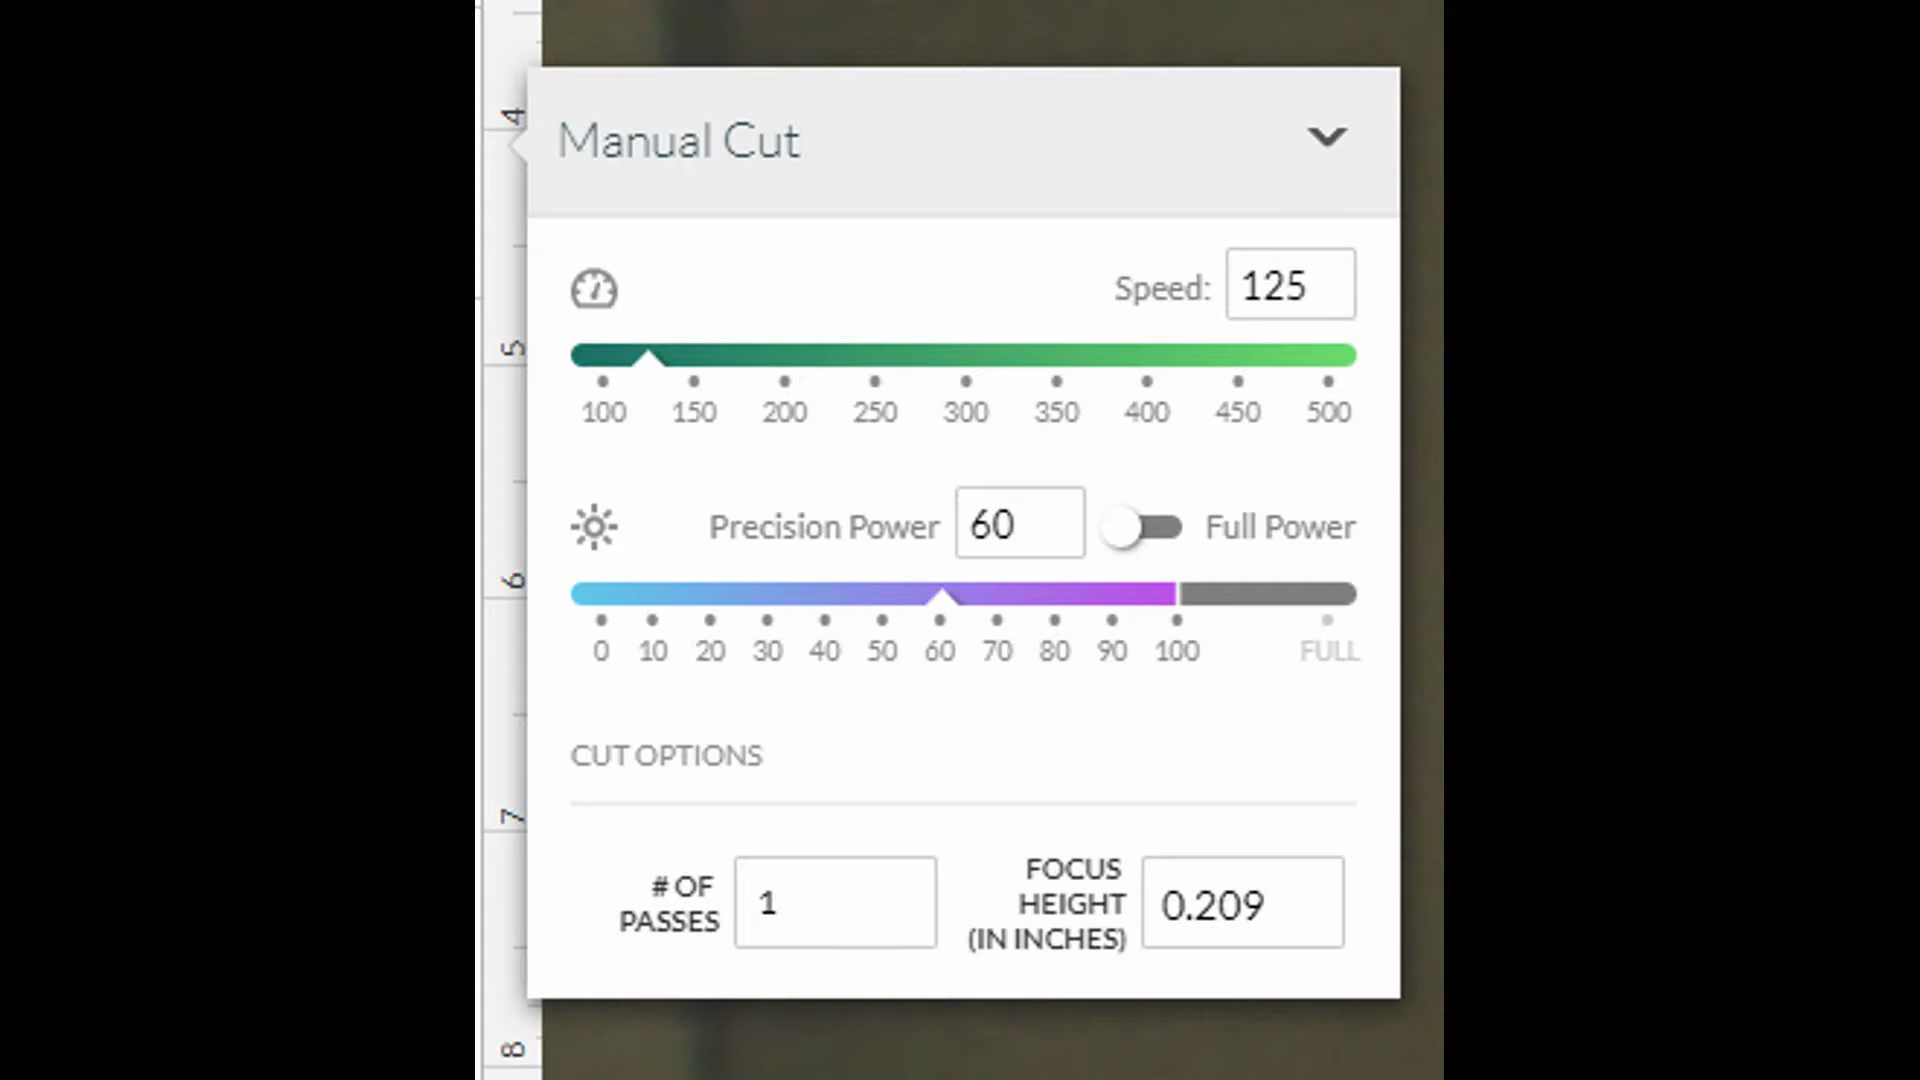 Manual Cut
Speed: 125
100 150 200 250 300 350 400 450 500
Precision Power 60 Full Power
0 10 20 30 40 50 60 70 80 90 100 FULL
CUT OPTIONS
# OF
PASSES
1
FOCUS
HEIGHT
(IN INCHES)
0.209
4
5
6
7
8